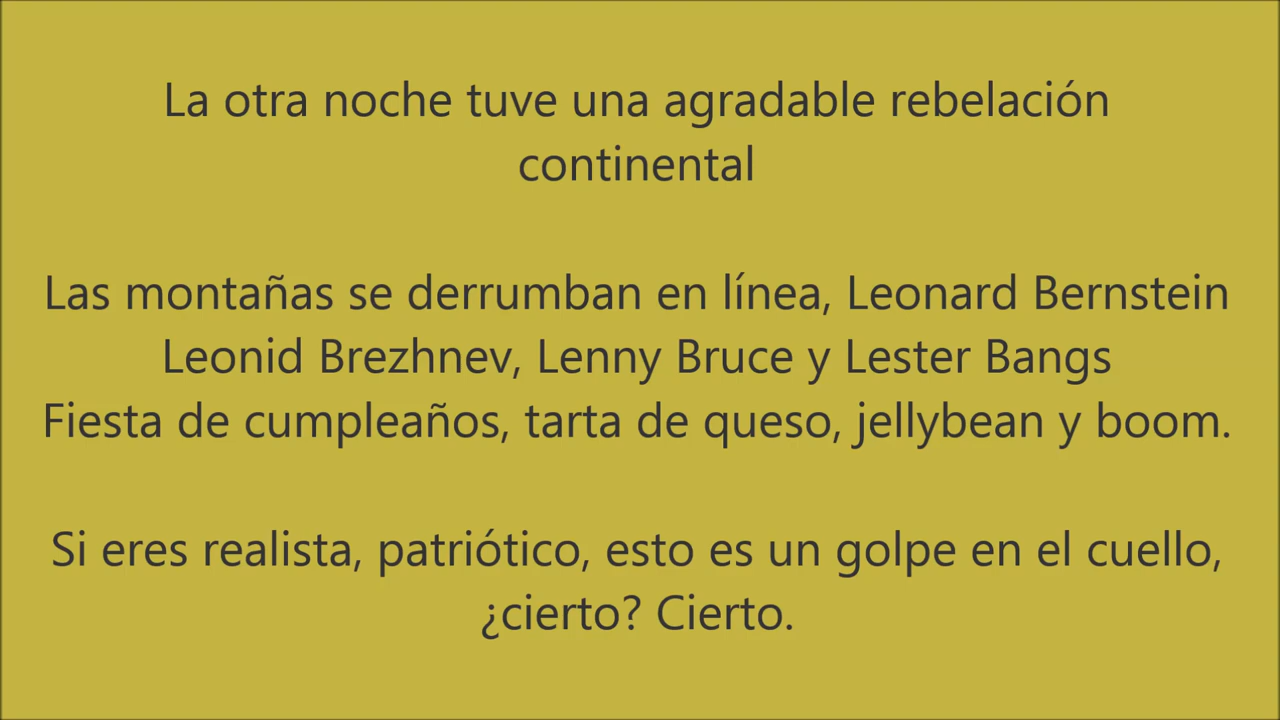 La otra noche tuve una agradable rebelación
continental
Las montañas se derrumban en línea, Leonard Bernstein
Leonid Brezhnev, Lenny Bruce y Lester Bangs
Fiesta de cumpleaños, tarta de queso, jellybean y boom.
Si eres realista, patriótico, esto es un golpe en el cuello,
¿cierto? Cierto.